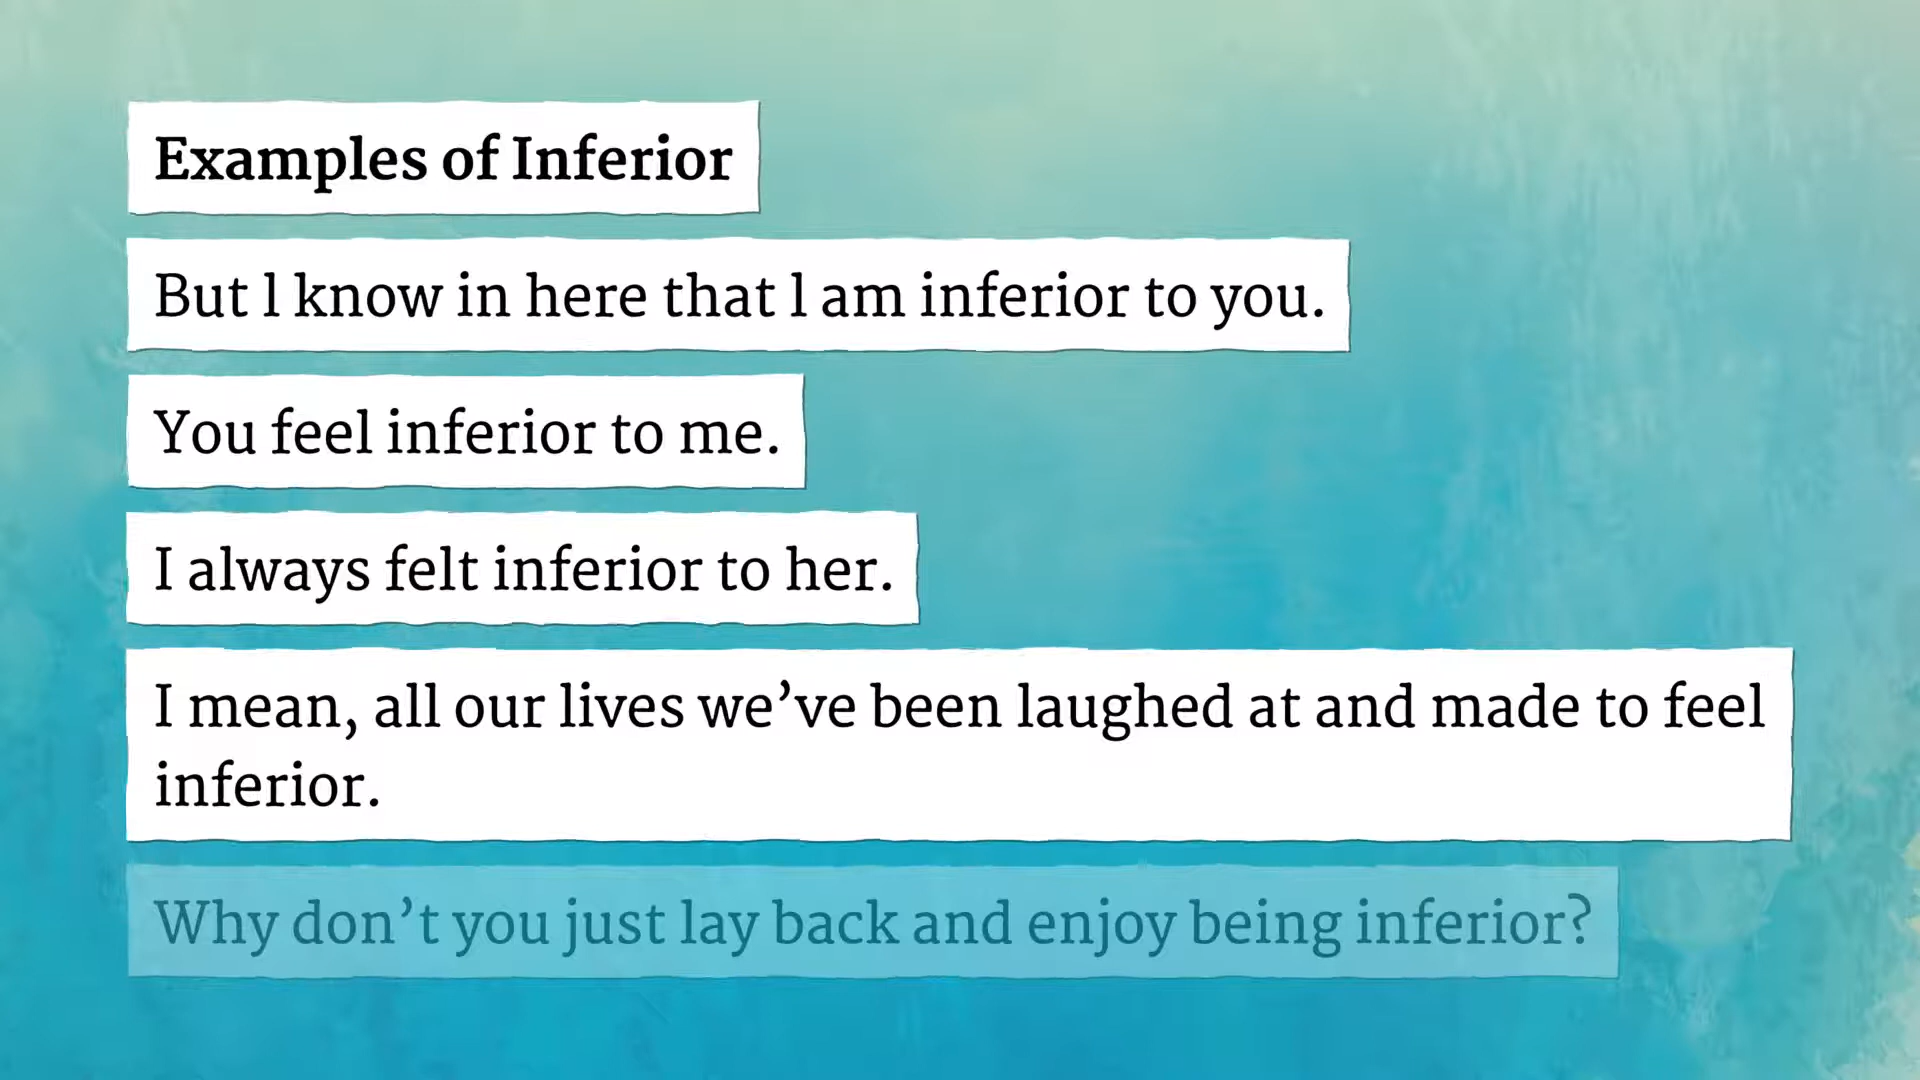 Examples of Inferior
But l know in here that l am inferior to you.
You feel inferior to me.
I always felt inferior to her.
I mean, all our lives we’ve been laughed at and made to feel
inferior.
Why don’t you just lay back and enjoy being inferior?